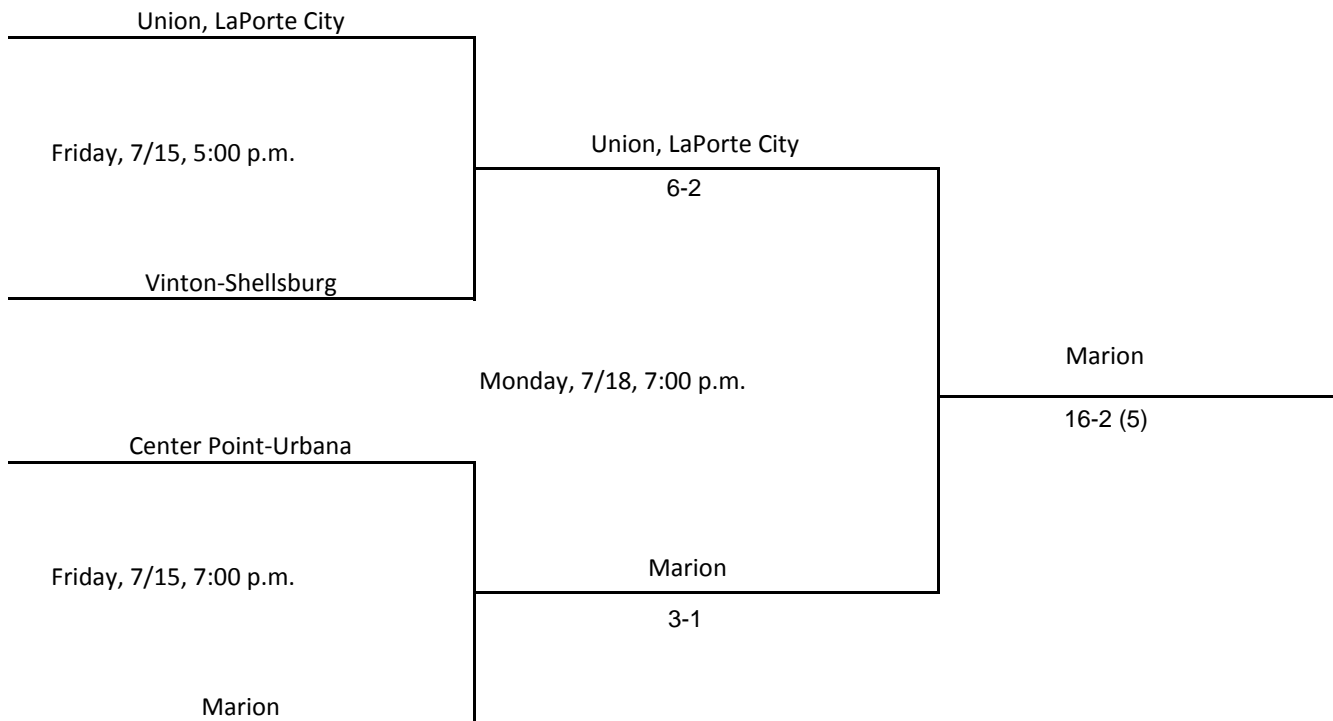 Union, LaPorte City
Friday, 7/15, 5:00 p.m.
Union, LaPorte City
6-2
Vinton-Shellsburg
Monday, 7/18, 7:00 p.m.
Marion
16-2 (5)
Center Point-Urbana
Friday, 7/15, 7:00 p.m.
Marion
3-1
Marion